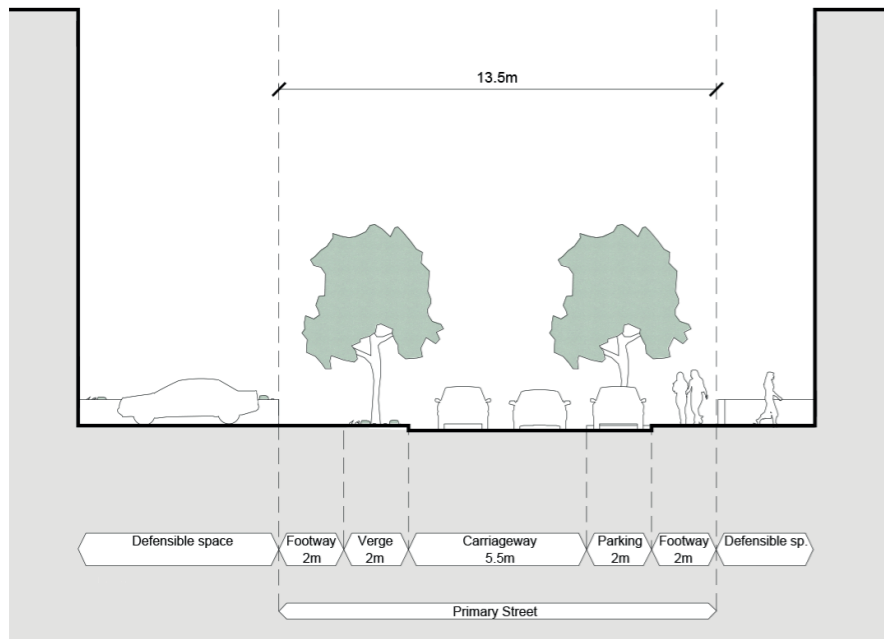 13.5m
Defensible space
Footway
2m
Verge
2m
Carriageway
5.5m
Parking
2m
Footway
2m
Defensible sp.
Primary Street